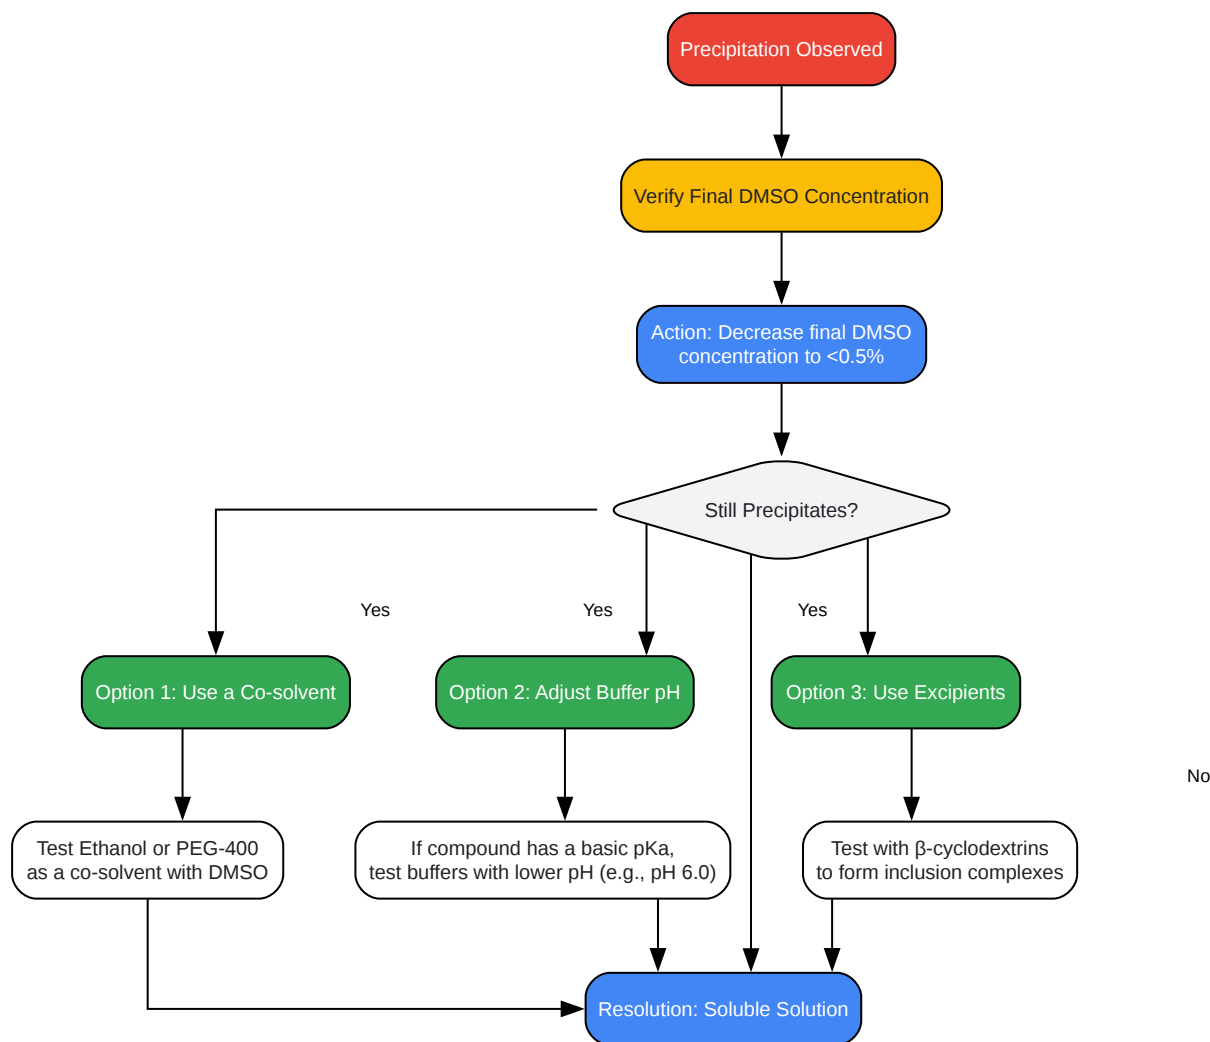 Precipitation Observed
Verify Final DMSO Concentration
Action: Decrease final DMSO
concentration to <0.5%
Still Precipitates?
Yes
Yes
Yes
Option 1: Use a Co-solvent
Option 2: Adjust Buffer pH
Option 3: Use Excipients
No
Test Ethanol or PEG-400
as a co-solvent with DMSO
If compound has a basic pKa,
test buffers with lower pH (e.g., pH 6.0)
Test with β-cyclodextrins
to form inclusion complexes
Resolution: Soluble Solution